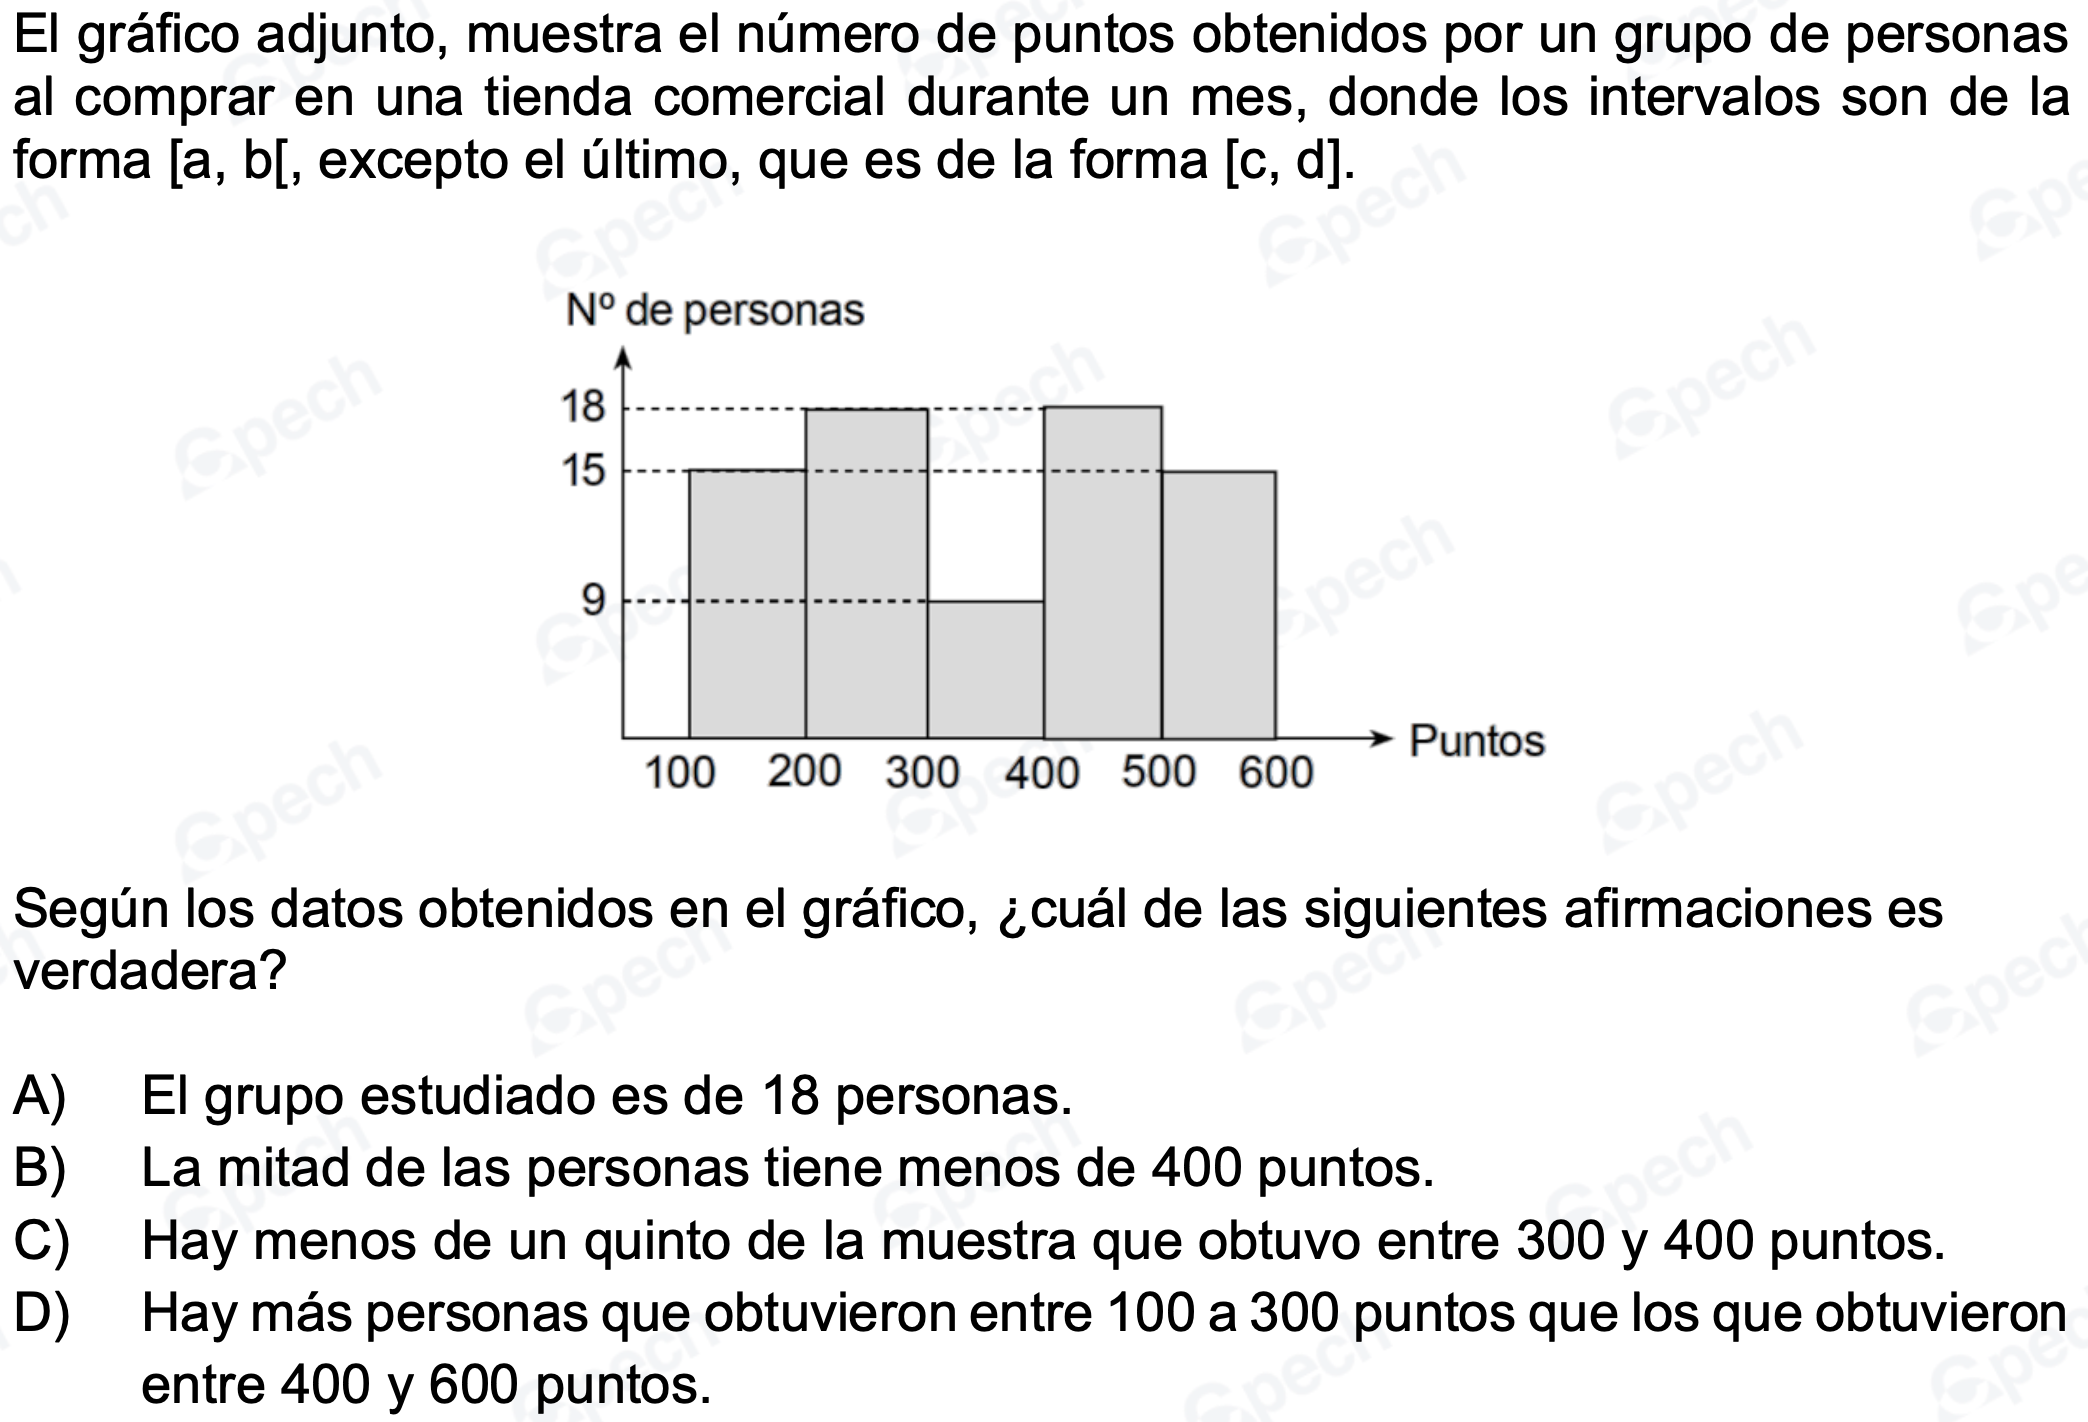 El gráfico adjunto, muestra el número de puntos obtenidos por un grupo de personas
al comprar en una tienda comercial durante un mes, donde los intervalos son de la
forma [a, b[, excepto el último, que es de la forma [c, d].
Nº de personas
18
15
9
100 200 300 400 500 600
Puntos
Según los datos obtenidos en el gráfico, ¿cuál de las siguientes afirmaciones es
verdadera?
A) El grupo estudiado es de 18 personas.
B) La mitad de las personas tiene menos de 400 puntos.
C) Hay menos de un quinto de la muestra que obtuvo entre 300 y 400 puntos.
D) Hay más personas que obtuvieron entre 100 a 300 puntos que los que obtuvieron
entre 400 y 600 puntos.